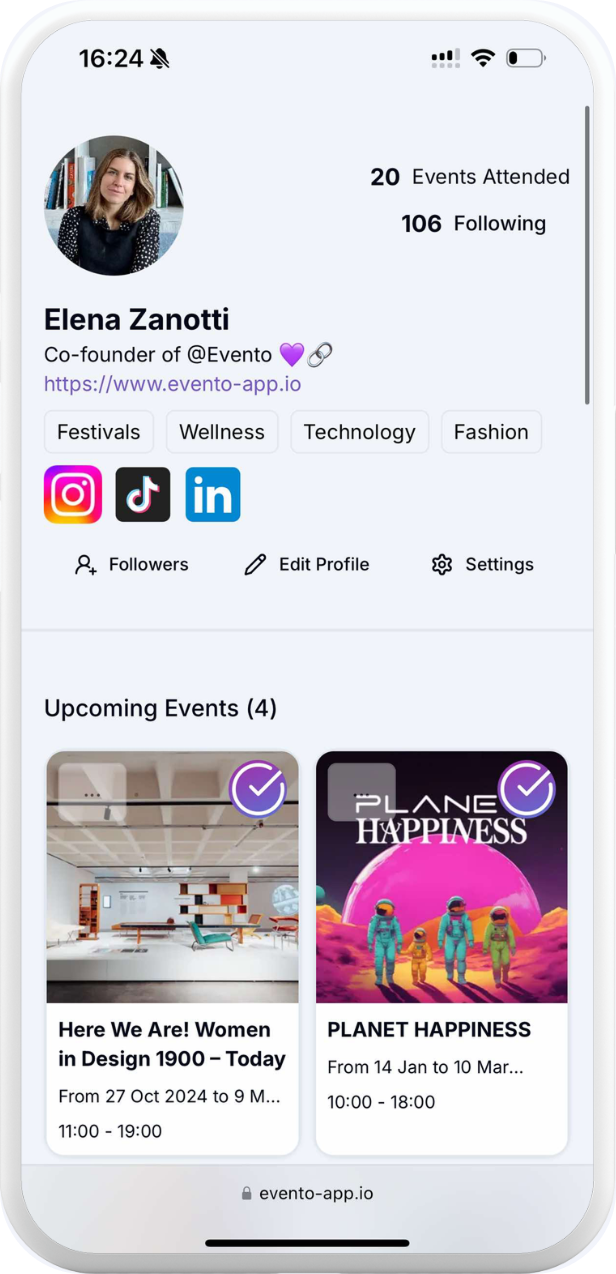 16:24
20 Events Attended
106 Following
Elena Zanotti
Co-founder of @Evento 💜🔗
https://www.evento-app.io
Festivals
Wellness
Technology
Fashion
in
Followers
Edit Profile
Settings
Upcoming Events (4)
...
...
PLANE
HAPPINESS
Here We Are! Women
in Design 1900 – Today
From 27 Oct 2024 to 9 M...
11:00 - 19:00
PLANET HAPPINESS
From 14 Jan to 10 Mar...
10:00 - 18:00
evento-app.io